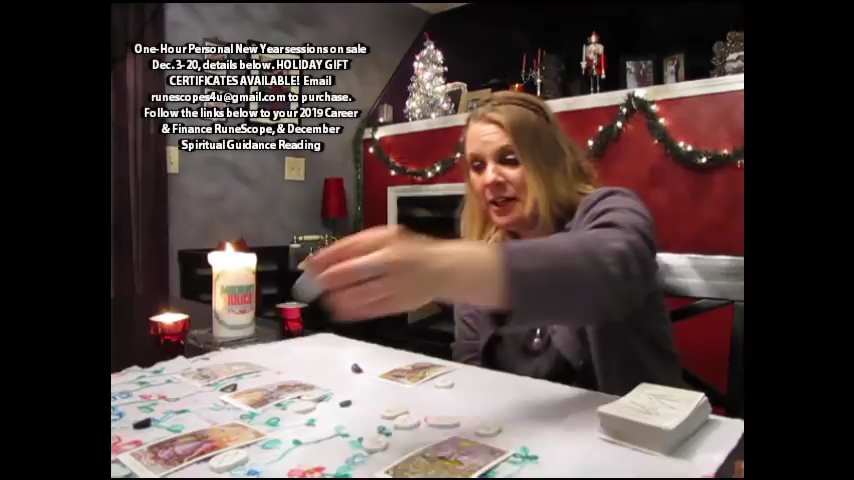 One-Hour Personal New Year sessions on sale
Dec. 3-20, details below. HOLIDAY GIFT
CERTIFICATES AVAILABLE! Email
runescopes4u@gmail.com to purchase.
Follow the links below to your 2019 Career
& Finance RuneScope, & December
Spiritual Guidance Reading